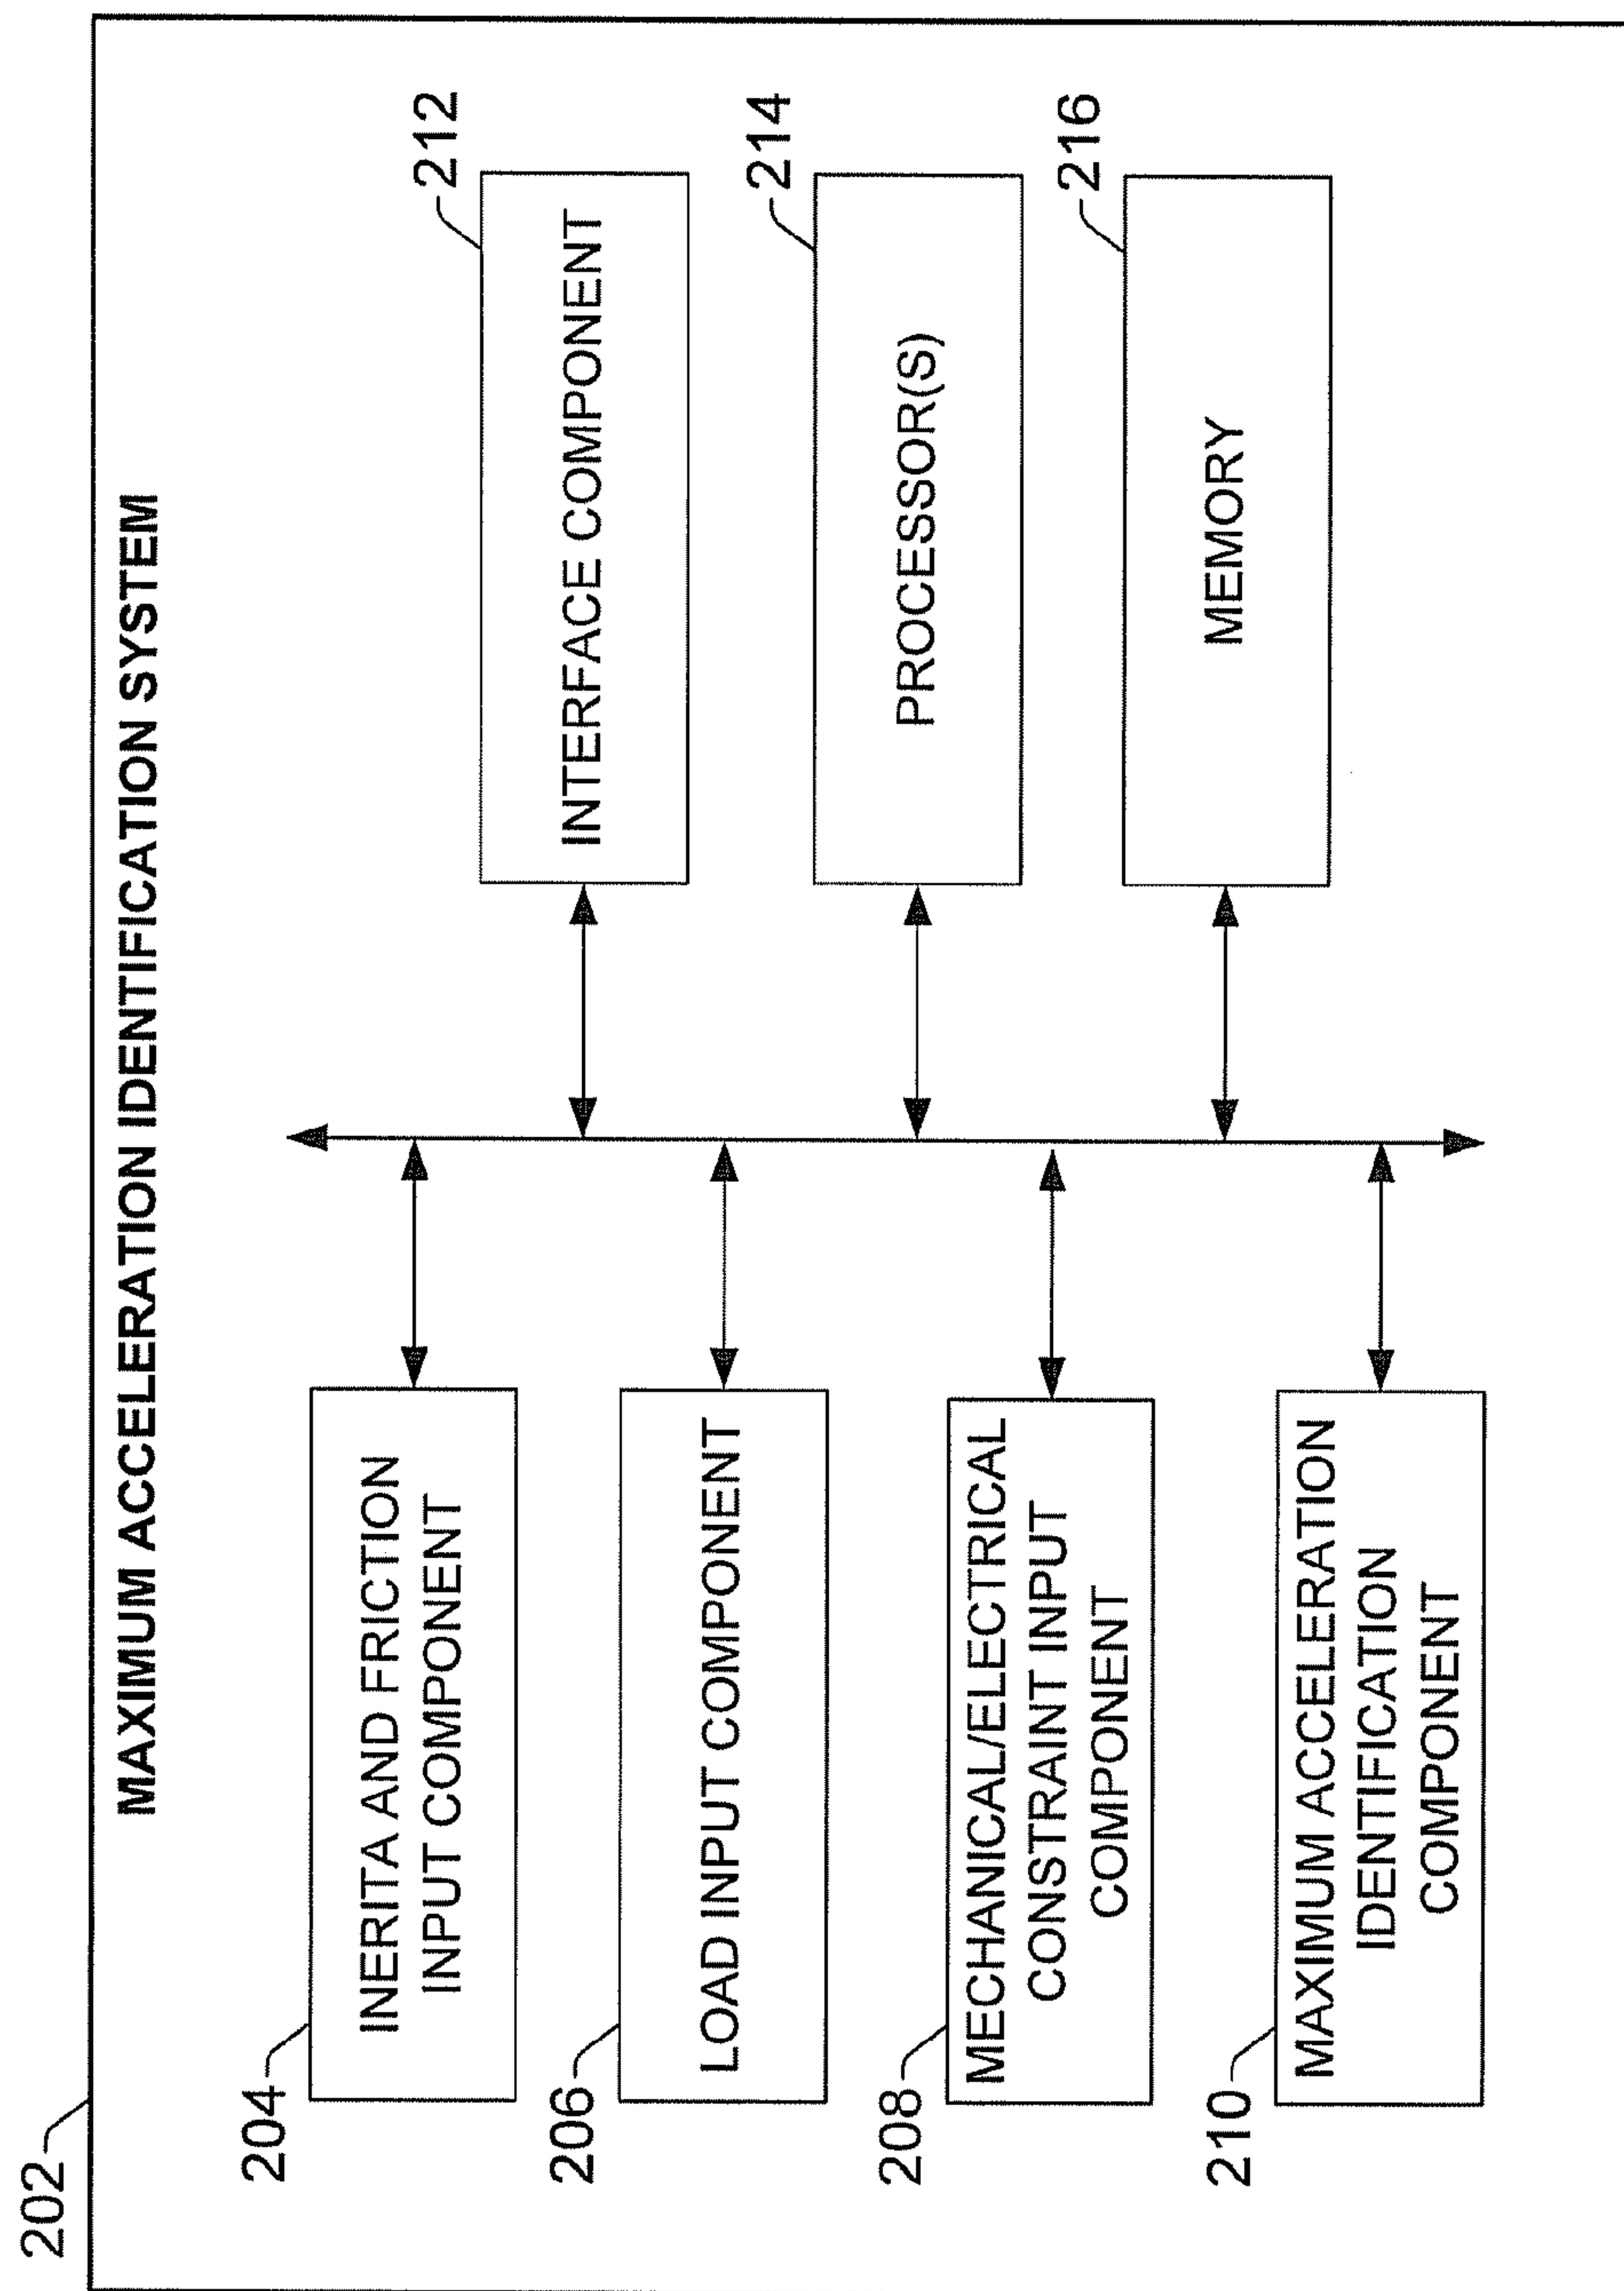 202
MAXIMUM ACCELERATION IDENTIFICATION SYSTEM
204
INERITA AND FRICTION
INPUT COMPONENT
206
LOAD INPUT COMPONENT
208
MECHANICAL/ELECTRICAL
CONSTRAINT INPUT
COMPONENT
210
MAXIMUM ACCELERATION
IDENTIFICATION
COMPONENT
212
INTERFACE COMPONENT
214
PROCESSOR(S)
216
MEMORY